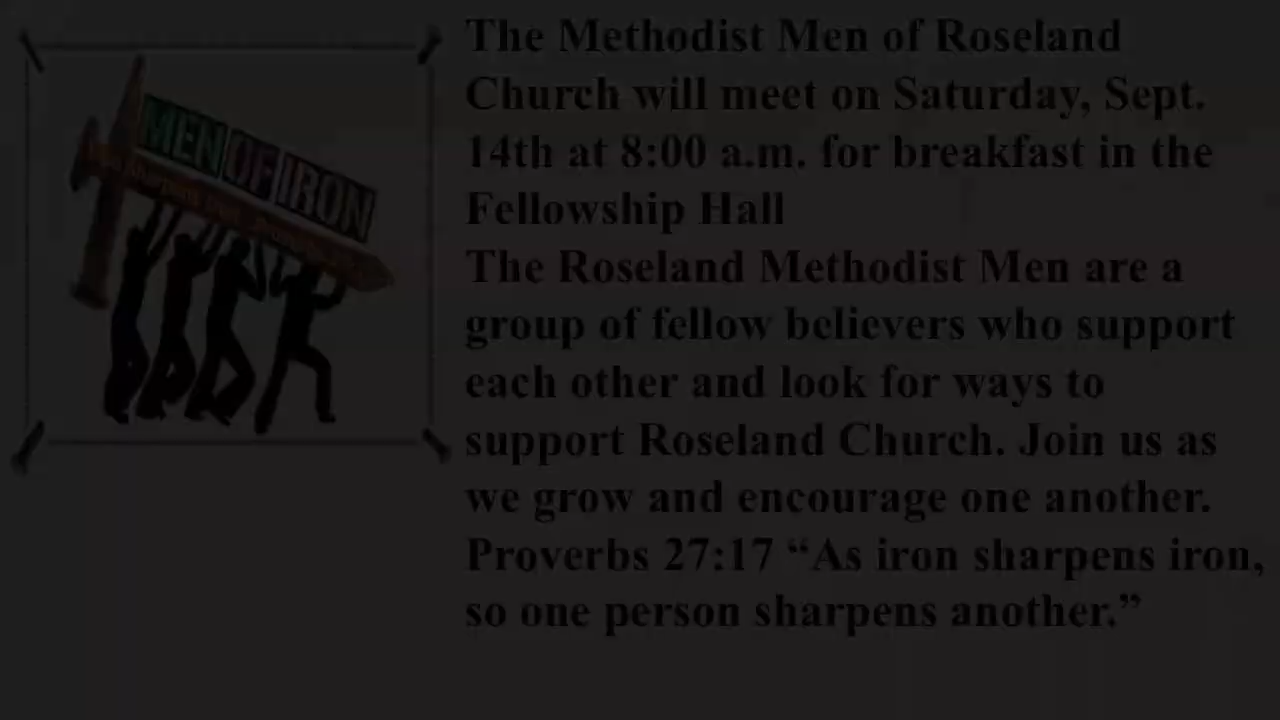 MEN OF IRON
The Methodist Men of Roseland
Church will meet on Saturday, Sept.
14th at 8:00 a.m. for breakfast in the
Fellowship Hall
The Roseland Methodist Men are a
group of fellow believers who support
each other and look for ways to
support Roseland Church. Join us as
we grow and encourage one another.
Proverbs 27:17 “As iron sharpens iron,
so one person sharpens another.”